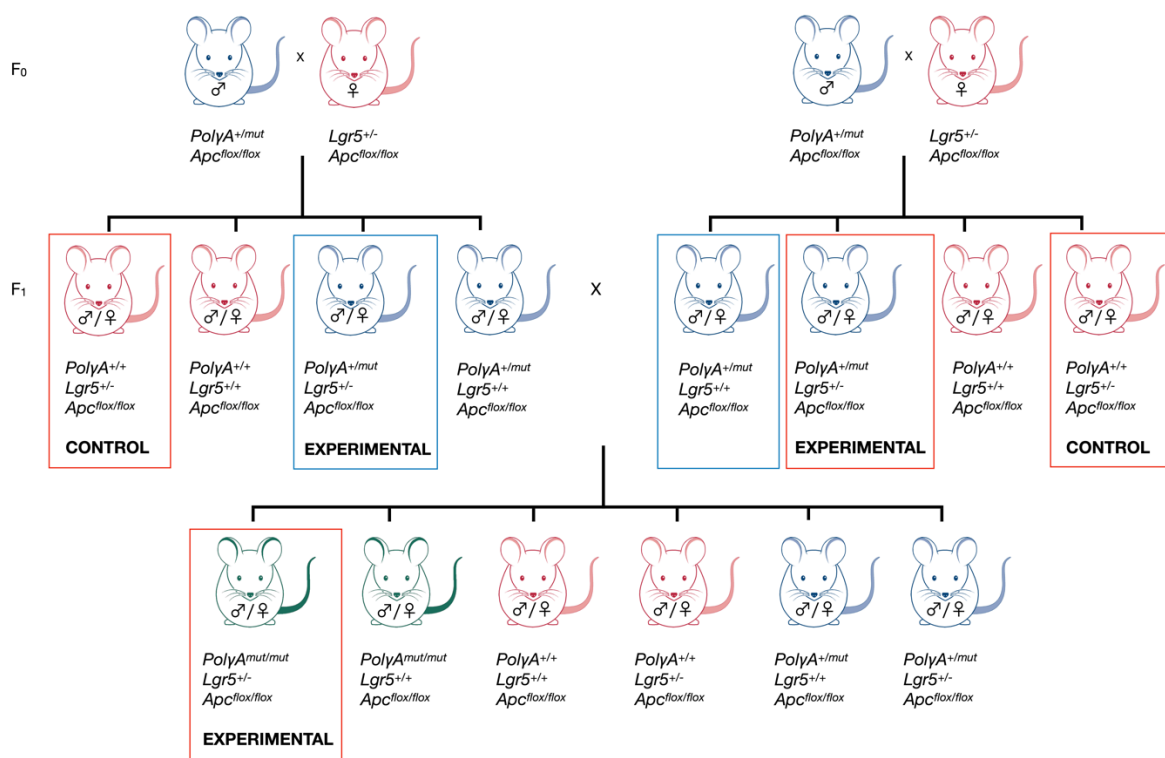 F₀
♂ x ♀
♂ x ♀
PolγA+/mut
Apcflox/flox
Lgr5+/-
Apcflox/flox
PolγA+/mut
Apcflox/flox
Lgr5+/-
Apcflox/flox
F₁
♂/♀ ♂/♀ ♂/♀ ♂/♀ X ♂/♀ ♂/♀ ♂/♀ ♂/♀
PolγA+/+
Lgr5+/-
Apcflox/flox
CONTROL
PolγA+/+
Lgr5+/+
Apcflox/flox
PolγA+/mut
Lgr5+/-
Apcflox/flox
EXPERIMENTAL
PolγA+/mut
Lgr5+/+
Apcflox/flox
PolγA+/mut
Lgr5+/+
Apcflox/flox
PolγA+/mut
Lgr5+/-
Apcflox/flox
EXPERIMENTAL
PolγA+/+
Lgr5+/+
Apcflox/flox
PolγA+/+
Lgr5+/-
Apcflox/flox
CONTROL
♂/♀ ♂/♀ ♂/♀ ♂/♀ ♂/♀ ♂/♀
PolγAmut/mut
Lgr5+/-
Apcflox/flox
EXPERIMENTAL
PolγAmut/mut
Lgr5+/+
Apcflox/flox
PolγA+/+
Lgr5+/+
Apcflox/flox
PolγA+/+
Lgr5+/-
Apcflox/flox
PolγA+/mut
Lgr5+/+
Apcflox/flox
PolγA+/mut
Lgr5+/-
Apcflox/flox